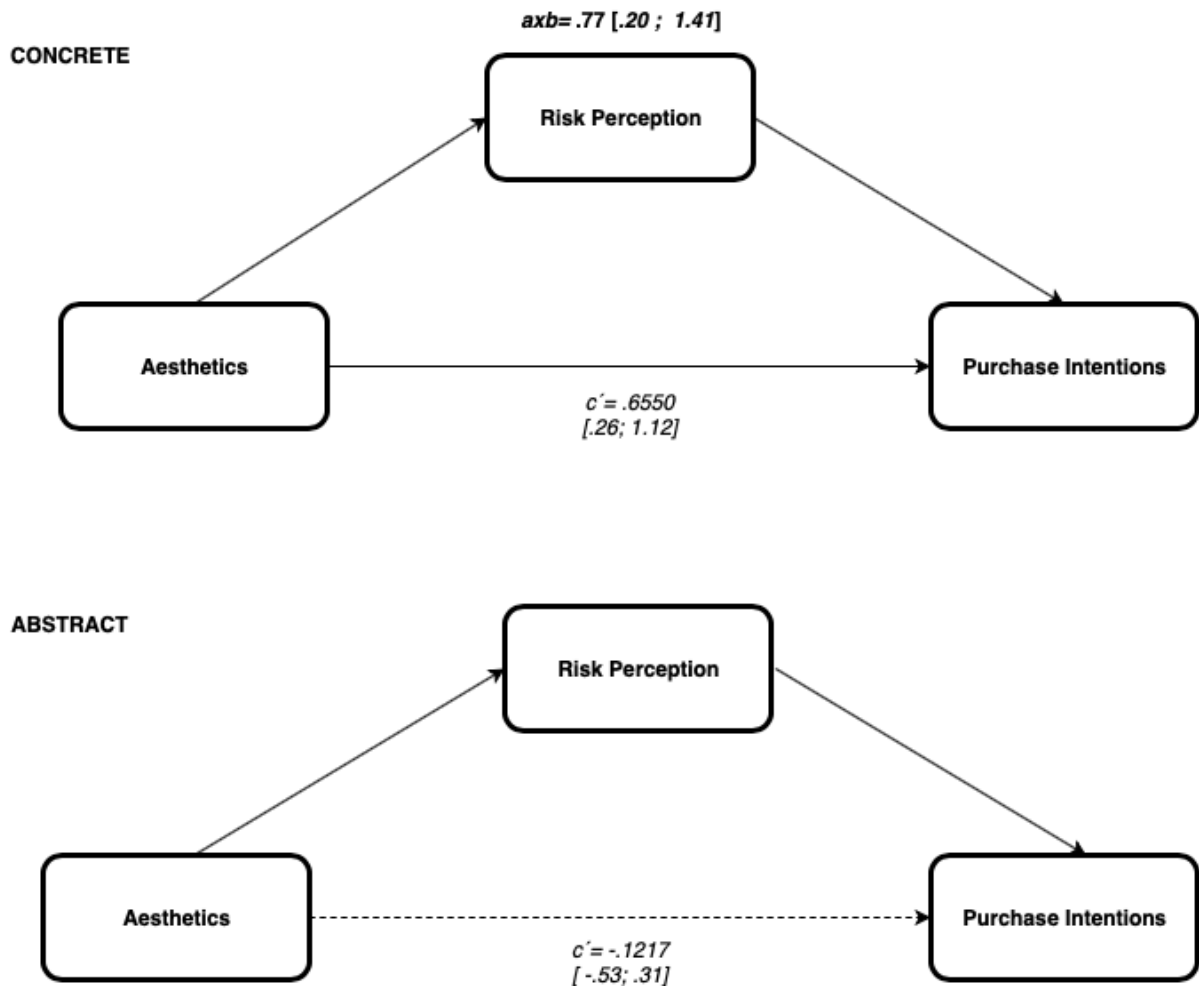 axb= .77 [.20 ; 1.41]
CONCRETE
Risk Perception
Aesthetics
Purchase Intentions
c´= .6550
[.26; 1.12]
ABSTRACT
Risk Perception
Aesthetics
Purchase Intentions
c´= -.1217
[ -.53; .31]